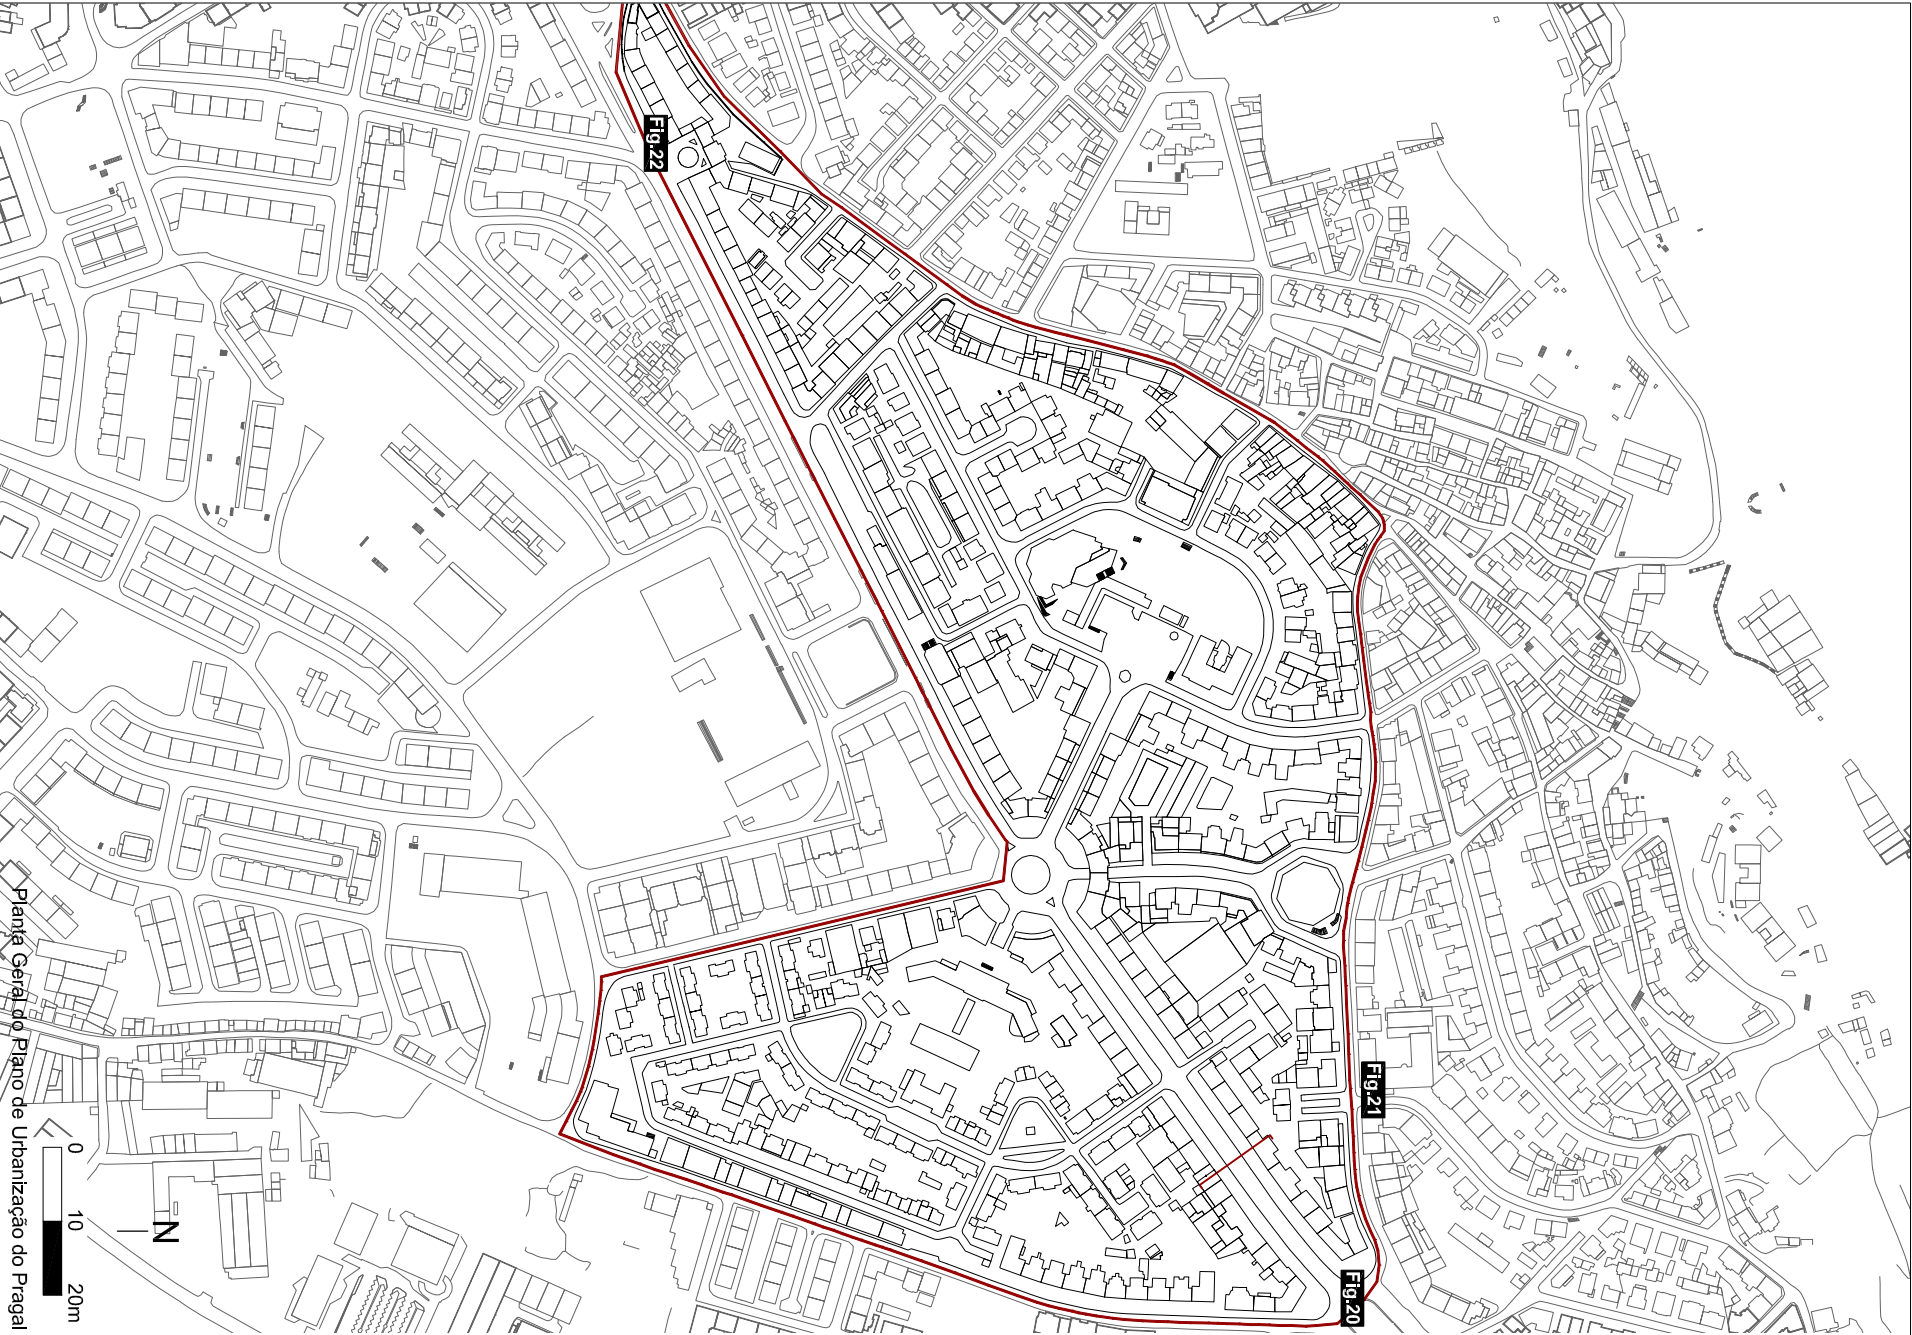 Fig.22
Fig.21
Fig.20
Planta Geral do Plano de Urbanização do Pragal
0 10 20m
N